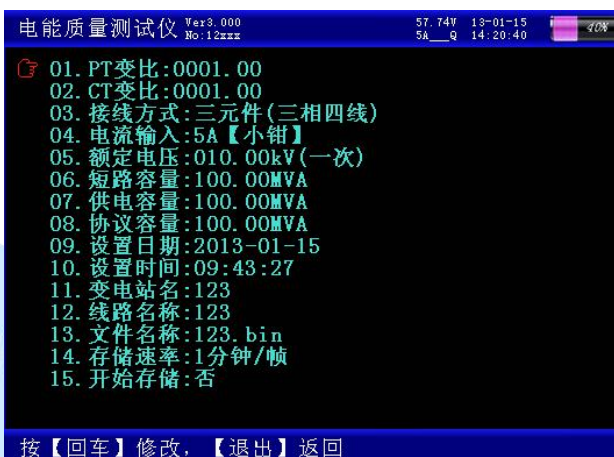 电能质量测试仪 Ver3.000 57.74V 13-01-15 40%
No:12xxx 5A__Q 14:20:40
01.PT变比:0001.00
02.CT变比:0001.00
03.接线方式:三元件(三相四线)
04.电流输入:5A【小钳】
05.额定电压:010.00kV(一次)
06.短路容量:100.00MVA
07.供电容量:100.00MVA
08.协议容量:100.00MVA
09.设置日期:2013-01-15
10.设置时间:09:43:27
11.变电站名:123
12.线路名称:123
13.文件名称:123.bin
14.存储速率:1分钟/帧
15.开始存储:否
按【回车】修改,【退出】返回